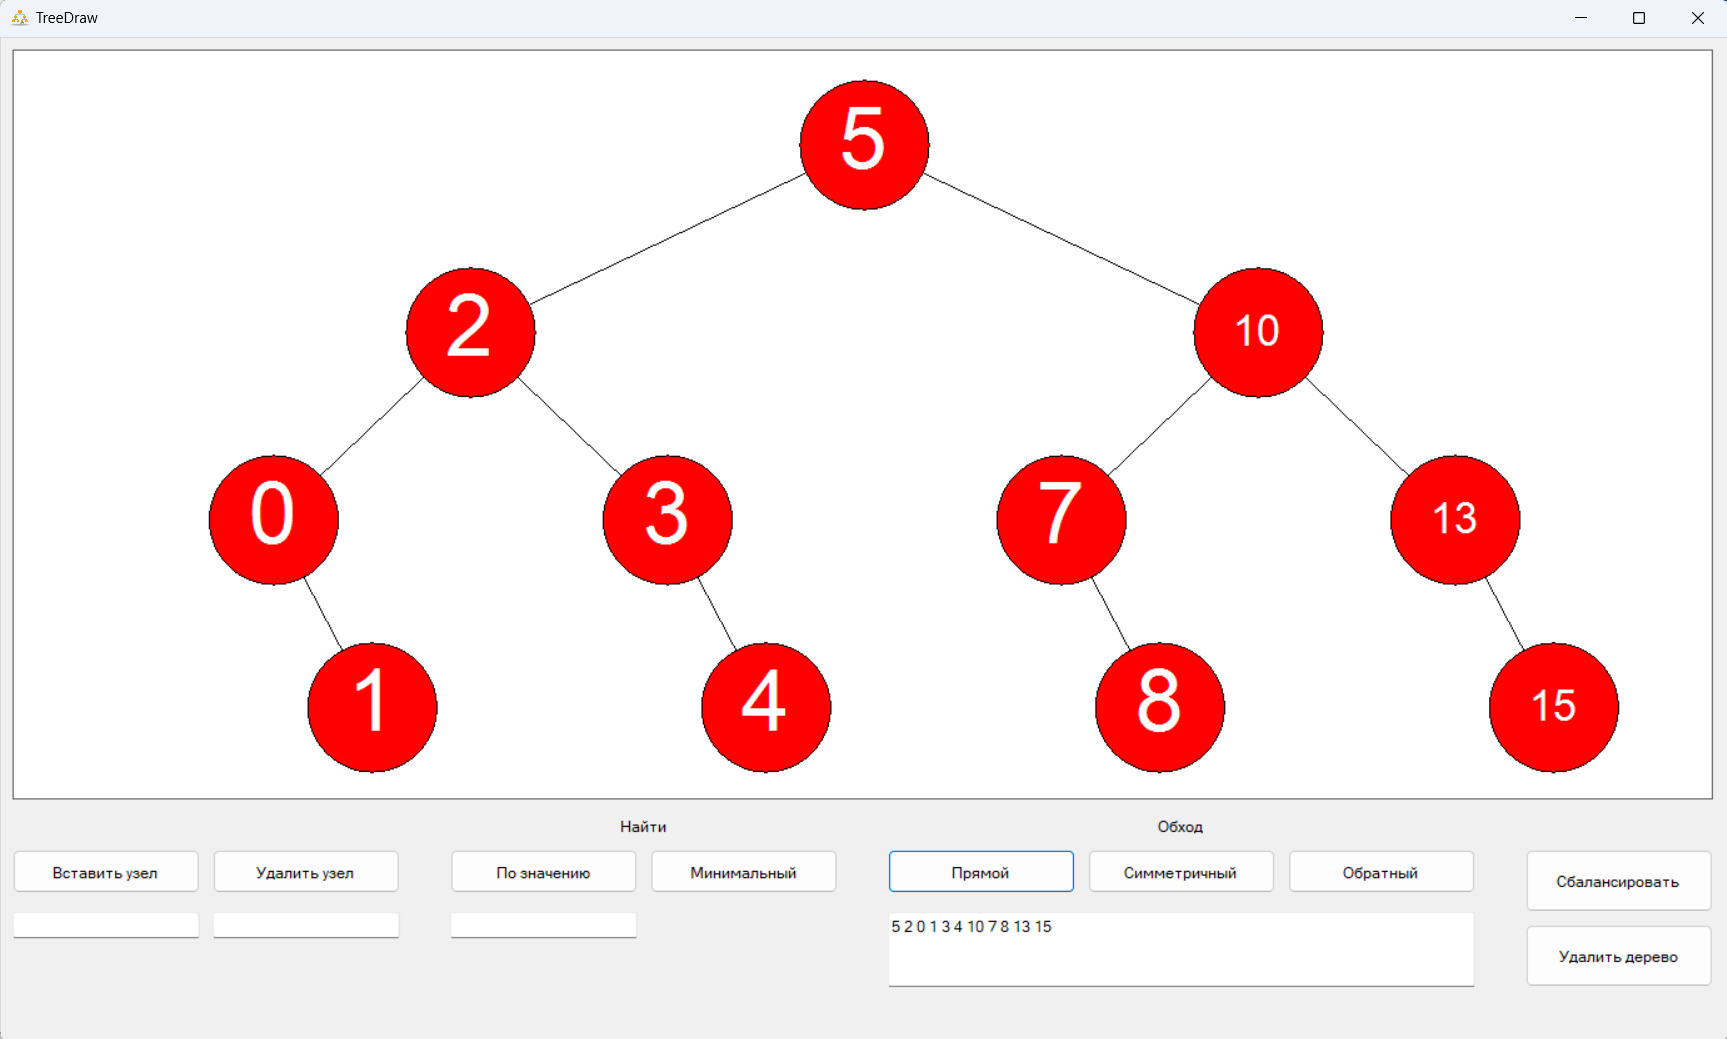 TreeDraw
5
2
10
0
3
7
13
1
4
8
15
Найти
Обход
Вставить узел
Удалить узел
По значению
Минимальный
Прямой
Симметричный
Обратный
Сбалансировать
5 2 0 1 3 4 10 7 8 13 15
Удалить дерево